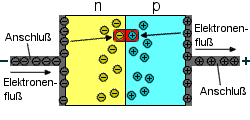 n p
Elektronen-
fluß
Anschluß
- +
Elektronen-
fluß
Anschluß